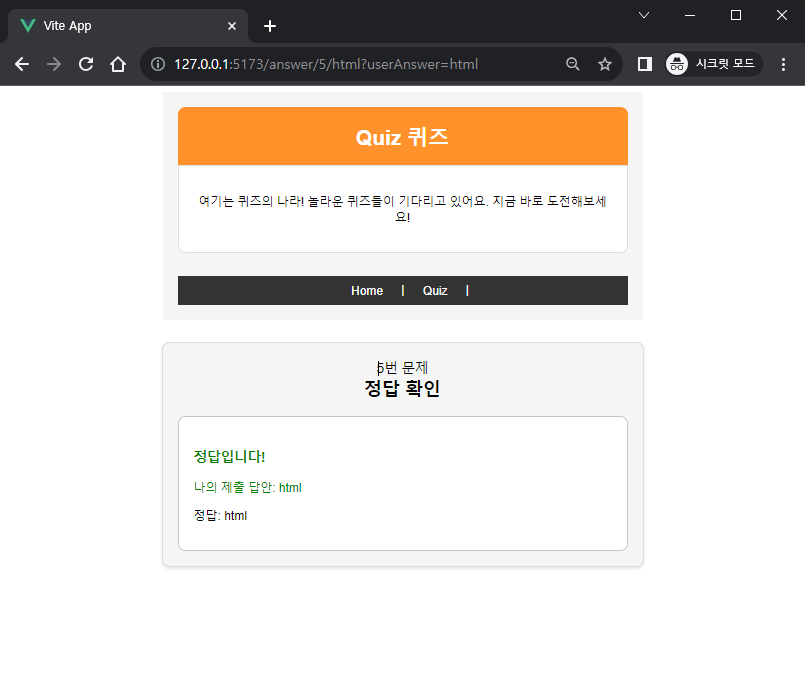 Vite App
127.0.0.1:5173/answer/5/html?userAnswer=html
시크릿 모드
Quiz 퀴즈
여기는 퀴즈의 나라! 놀라운 퀴즈들이 기다리고 있어요. 지금 바로 도전해보세
요!
Home | Quiz |
5번 문제
정답 확인
정답입니다!
나의 제출 답안: html
정답: html